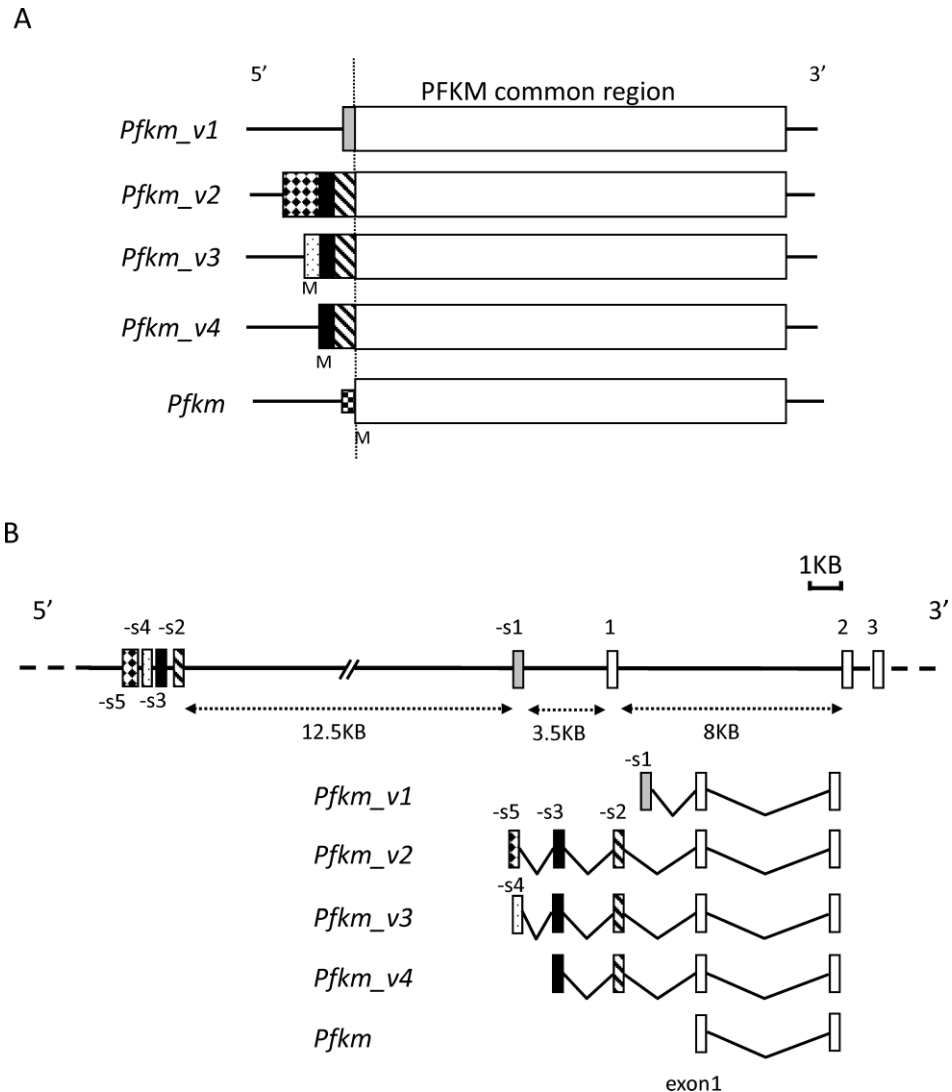 A
5’ 3’
PFKM common region
Pfkm_v1
Pfkm_v2
Pfkm_v3
M
Pfkm_v4
M
Pfkm
M
B
1KB
5’ 3’
-s4 -s2 -s1 1 2 3
-s5 -s3
12.5KB 3.5KB 8KB
-s1
Pfkm_v1
-s5 -s3 -s2
Pfkm_v2
-s4
Pfkm_v3
Pfkm_v4
Pfkm
exon1